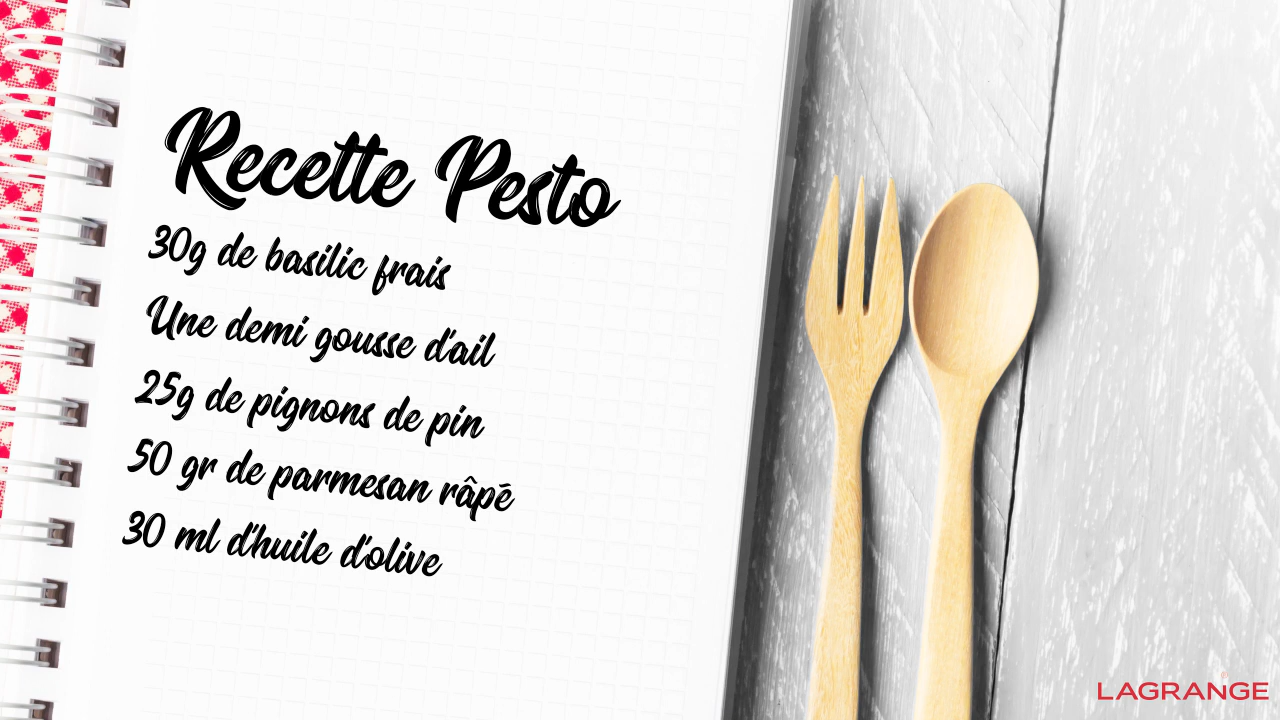 Recette Pesto
30g de basilic frais
Une demi gousse d'ail
25g de pignons de pin
50 gr de parmesan râpé
30 ml d'huile d'olive
LAGRANGE